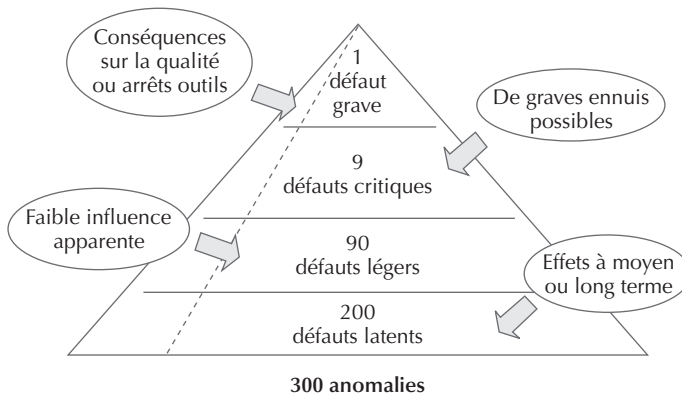 Conséquences
sur la qualité
ou arrêts outils
1
défaut
grave
De graves ennuis
possibles
9
défauts critiques
Faible influence
apparente
90
défauts légers
Effets à moyen
ou long terme
200
défauts latents
300 anomalies